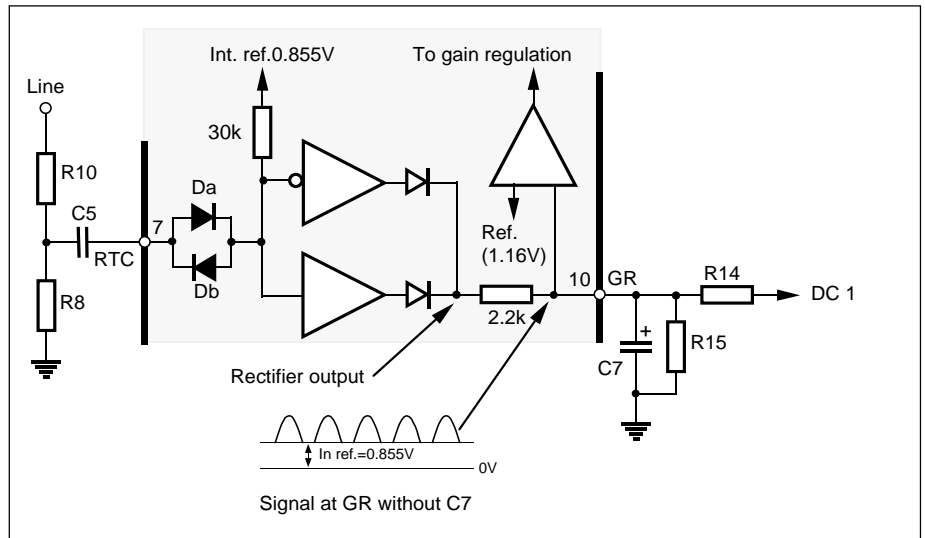 Int. ref.0.855V
To gain regulation
Line
30k
R10
Da
C5
7
RTC
Ref.
(1.16V)
10
GR
R14
Db
DC 1
R8
2.2k
+
R15
C7
Rectifier output
In ref.=0.855V
0V
Signal at GR without C7